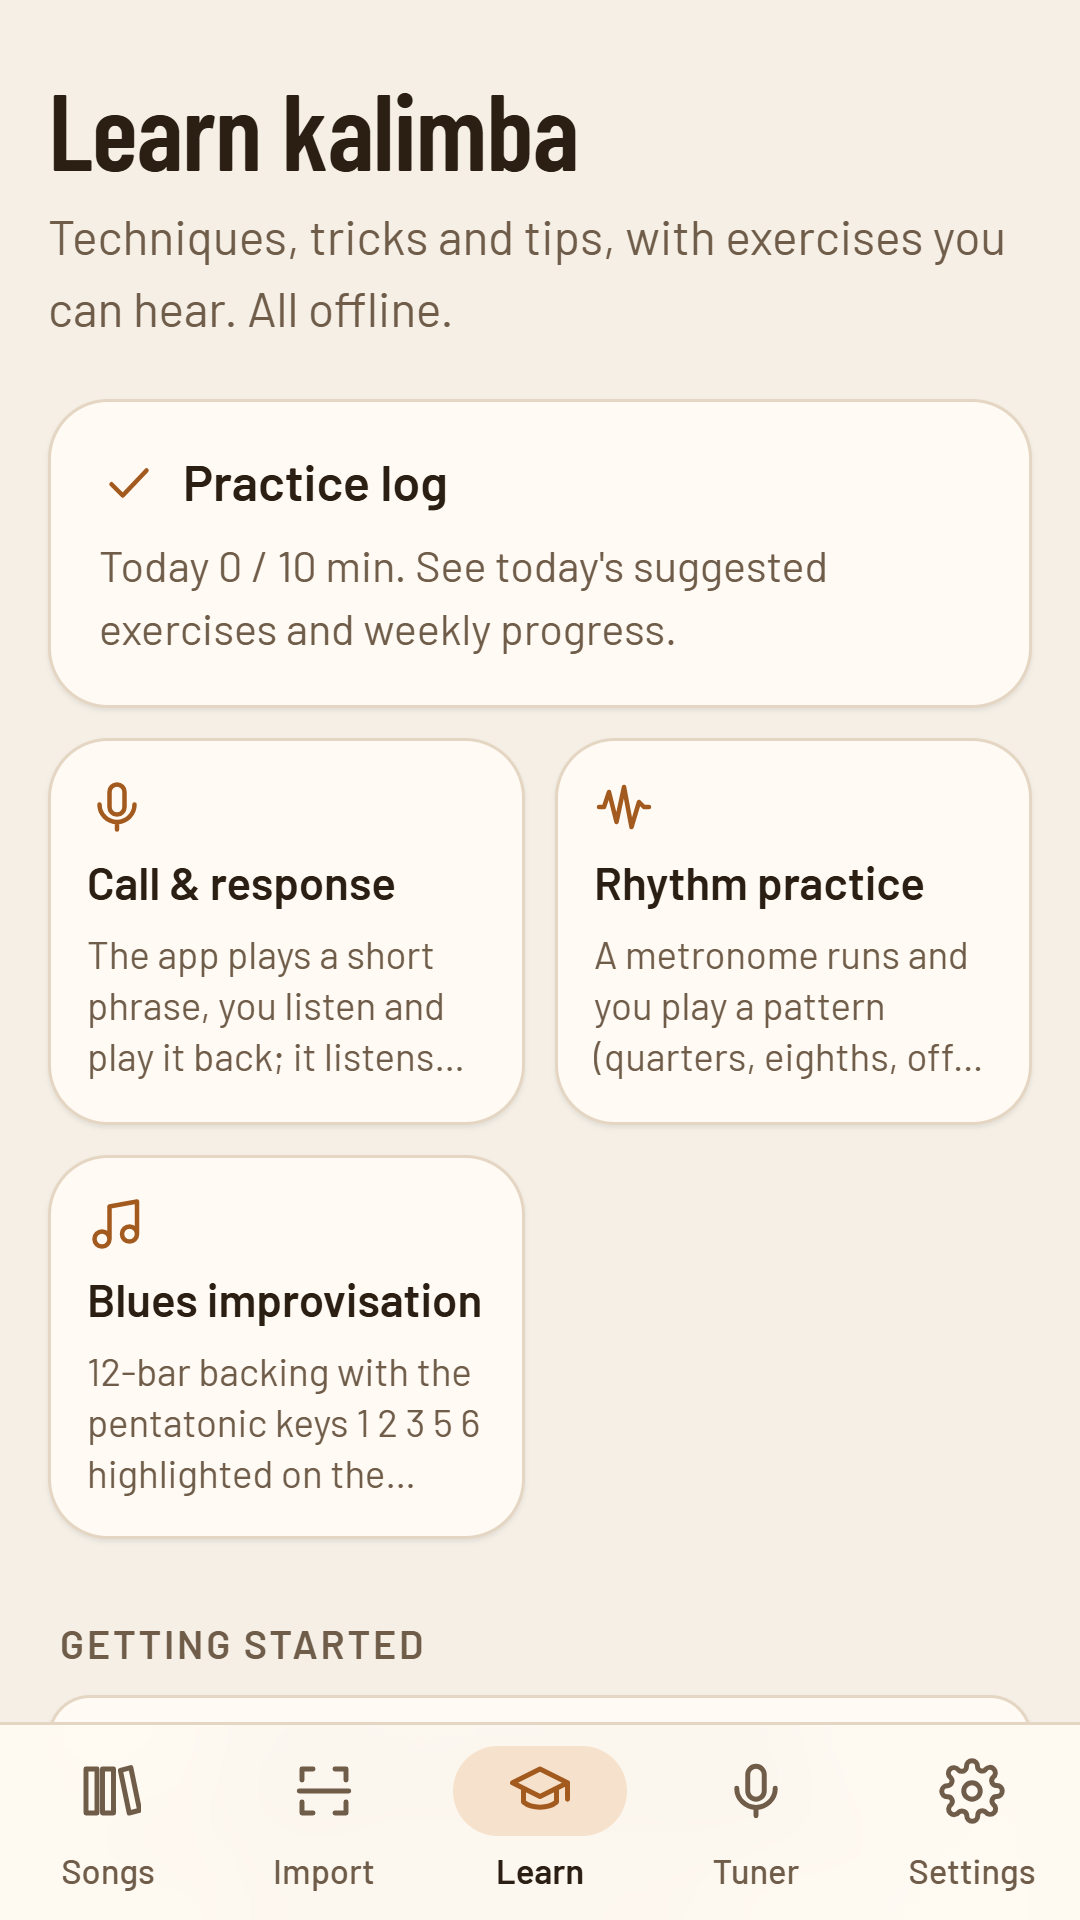 Learn kalimba
Techniques, tricks and tips, with exercises you
can hear. All offline.
Practice log
Today 0 / 10 min. See today's suggested
exercises and weekly progress.
Call & response
The app plays a short
phrase, you listen and
play it back; it listens...
Rhythm practice
A metronome runs and
you play a pattern
(quarters, eighths, off...
Blues improvisation
12-bar backing with the
pentatonic keys 1 2 3 5 6
highlighted on the...
GETTING STARTED
Songs
Import
Learn
Tuner
Settings